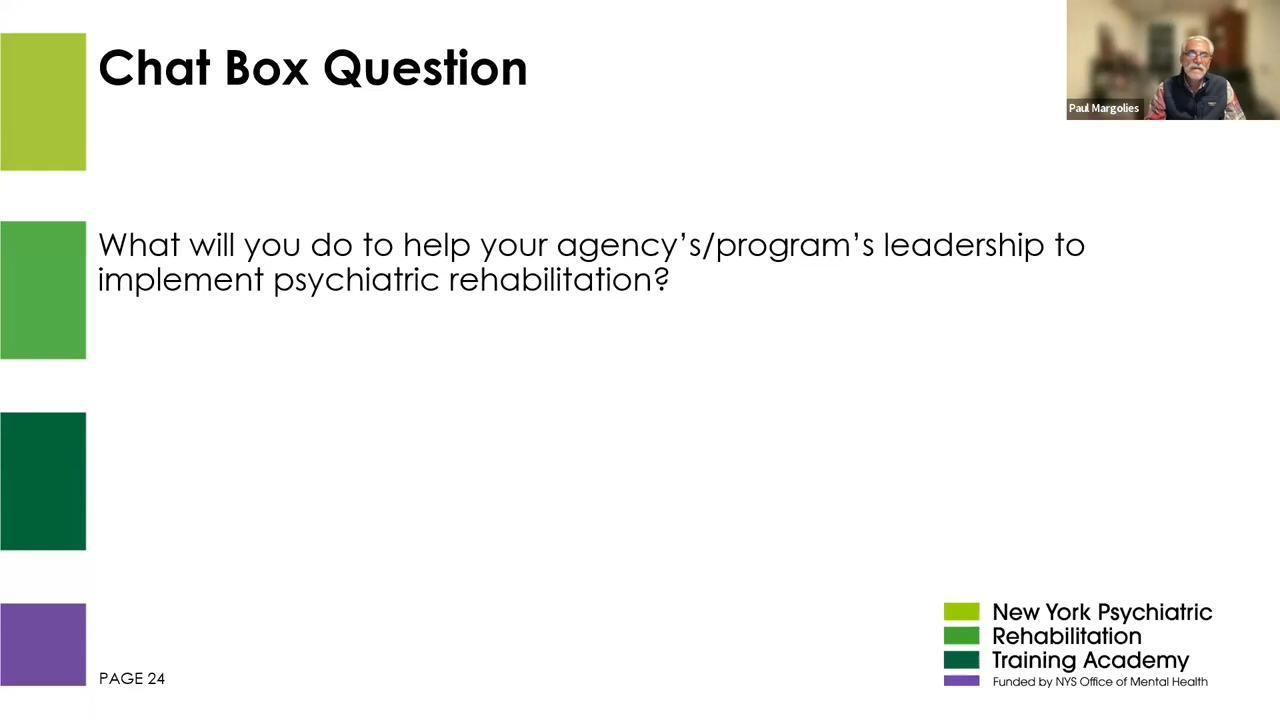 Chat Box Question
Paul Margolies
What will you do to help your agency’s/program’s leadership to
implement psychiatric rehabilitation?
New York Psychiatric
Rehabilitation
Training Academy
Funded by NYS Office of Mental Health
PAGE 24